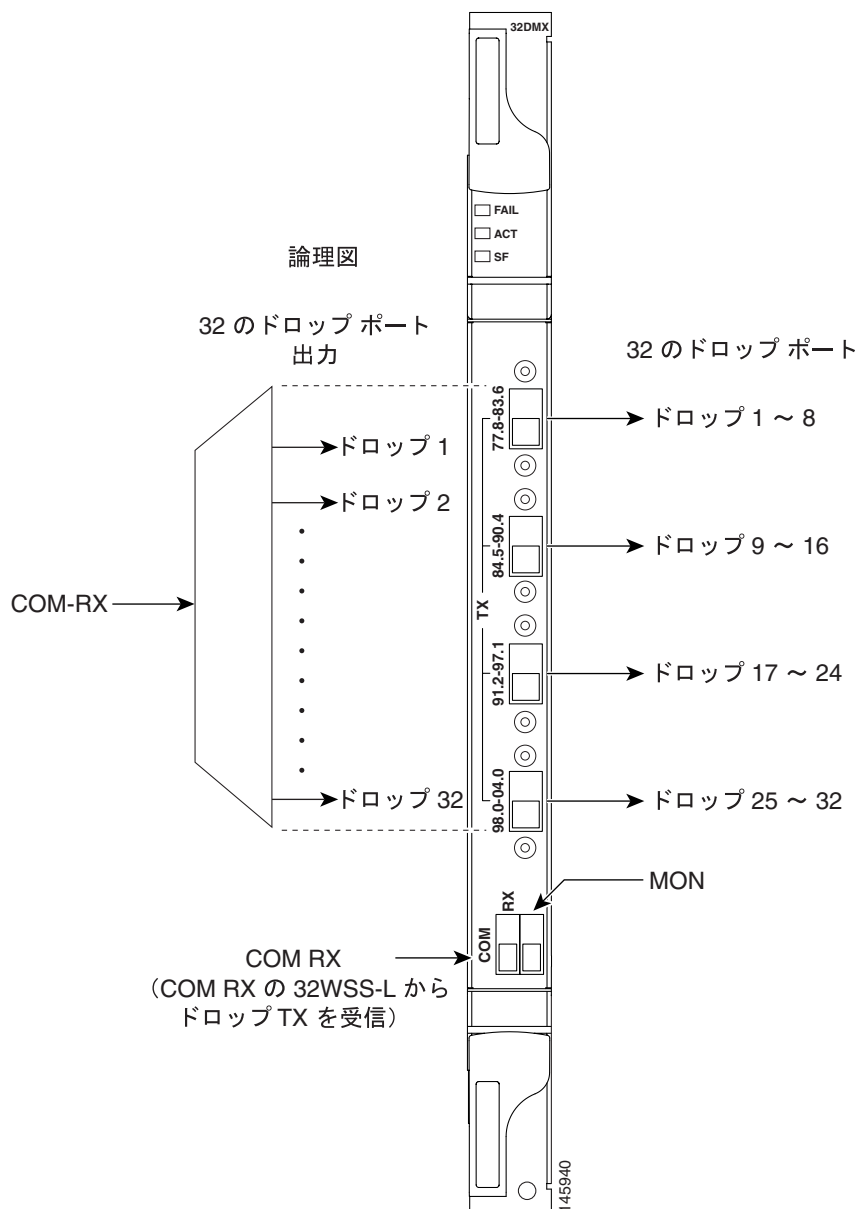 32DMX
FAIL
ACT
SF
論理図
32 のドロップ ポート
出力
32 のドロップ ポート
77.8-83.6
ドロップ 1 ～ 8
ドロップ 1
ドロップ 2
84.5-90.4
ドロップ 9 ～ 16
COM-RX
TX
91.2-97.1
ドロップ 17 ～ 24
ドロップ 32
98.0-04.0
ドロップ 25 ～ 32
MON
RX
COM
COM RX
（COM RX の 32WSS-L から
ドロップ TX を受信）
145940